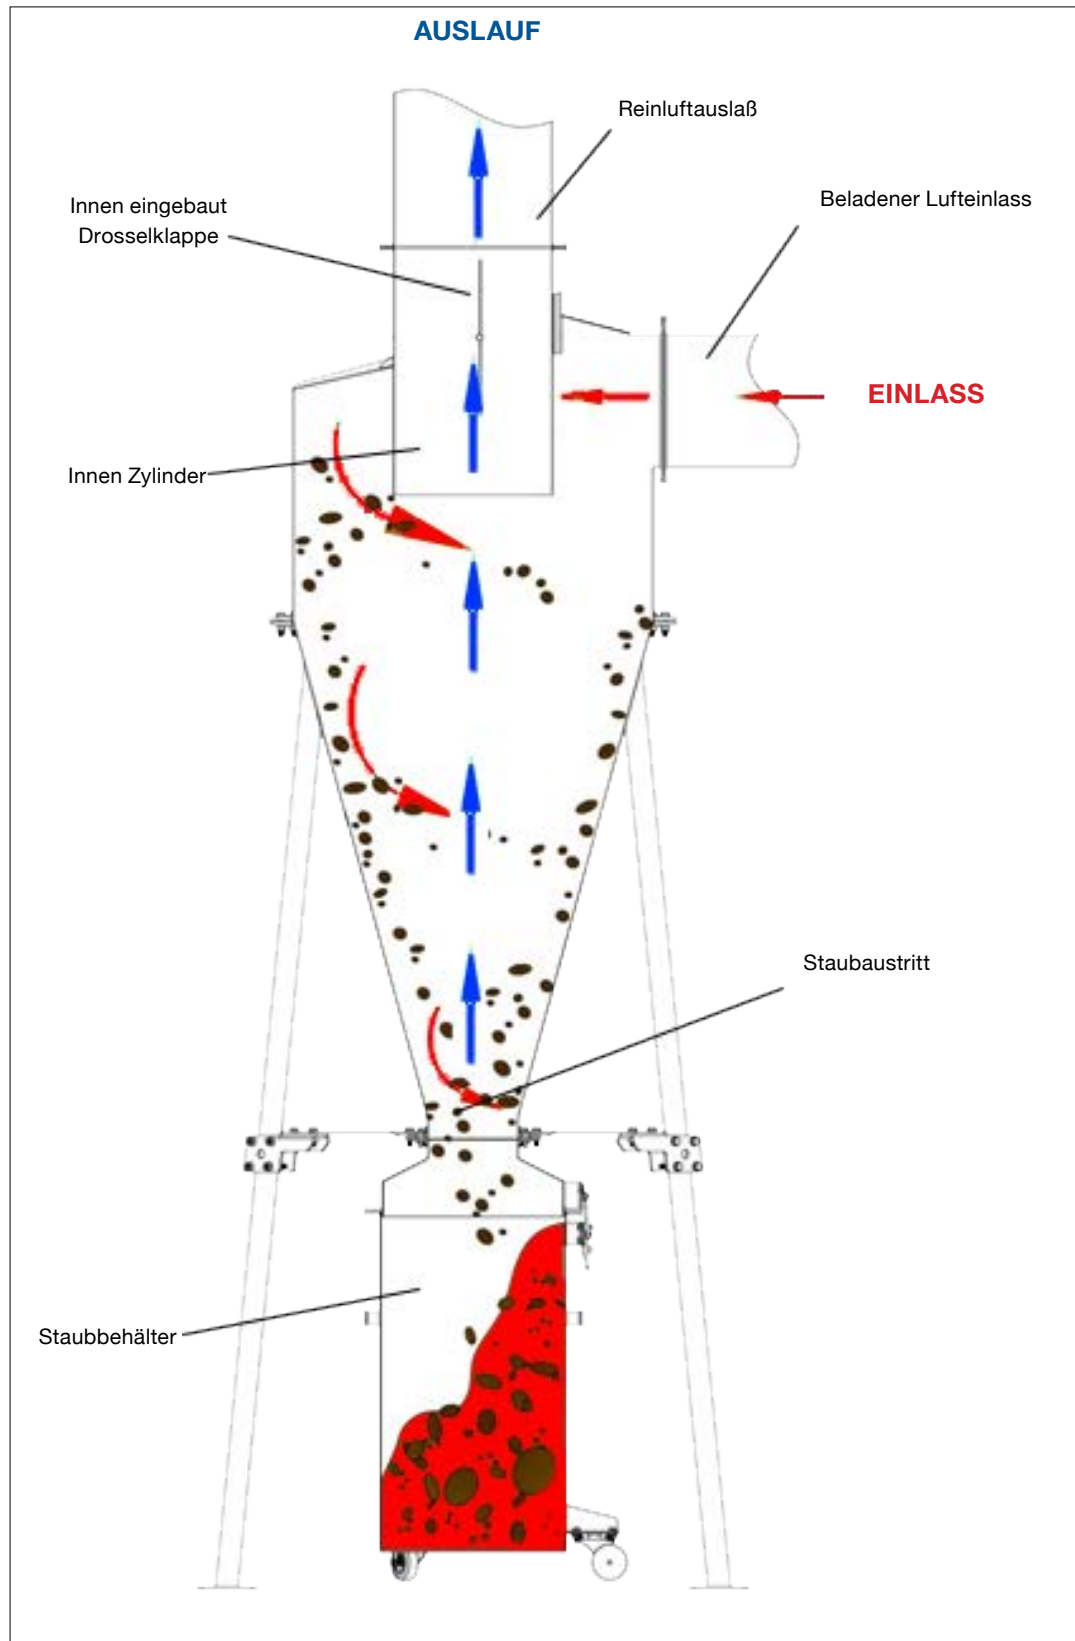 AUSLAUF
Reinluftauslaß
Beladener Lufteinlass
Innen eingebaut
Drosselklappe
EINLASS
Innen Zylinder
Staubaustritt
Staubbehälter